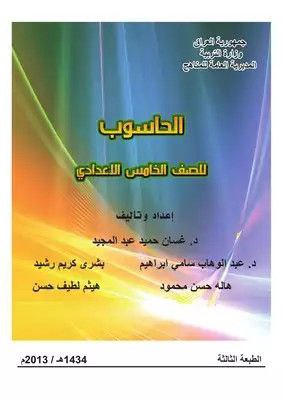 جمهورية العراق
وزارة التربية
المديرية العامة للمناهج
الحاسوب
للصف الخامس الاعدادي
إعداد وتأليف
د. غسان حميد عبد المجيد
د. عبد الوهاب سامي ابراهيم بشرى كريم رشيد
هاله حسن محمود هيثم لطيف حسن
الطبعة الثالثة 1434هـ / 2013م